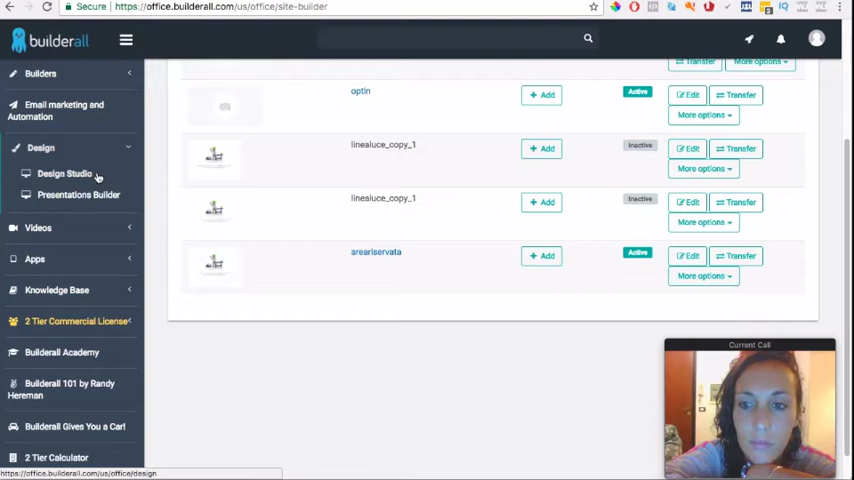 Secure https://office.builderall.com/us/office/site-builder
builderall
Builders
Email marketing and
Automation
Design
Design Studio
Presentations Builder
Videos
Apps
Knowledge Base
2 Tier Commercial License
Builderall Academy
Builderall 101 by Randy
Hereman
Builderall Gives You a Car!
2 Tier Calculator
https://office.builderall.com/us/office/design
Transfer More options
optin + Add Active Edit Transfer
More options
linealuce_copy_1 + Add Inactive Edit Transfer
More options
linealuce_copy_1 + Add Inactive Edit Transfer
More options
areariservata + Add Active Edit Transfer
More options
Current Call